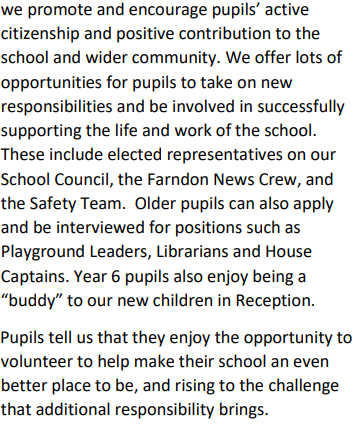 we promote and encourage pupils’ active
citizenship and positive contribution to the
school and wider community. We offer lots of
opportunities for pupils to take on new
responsibilities and be involved in successfully
supporting the life and work of the school.
These include elected representatives on our
School Council, the Farndon News Crew, and
the Safety Team.  Older pupils can also apply
and be interviewed for positions such as
Playground Leaders, Librarians and House
Captains. Year 6 pupils also enjoy being a
“buddy” to our new children in Reception.
Pupils tell us that they enjoy the opportunity to
volunteer to help make their school an even
better place to be, and rising to the challenge
that additional responsibility brings.